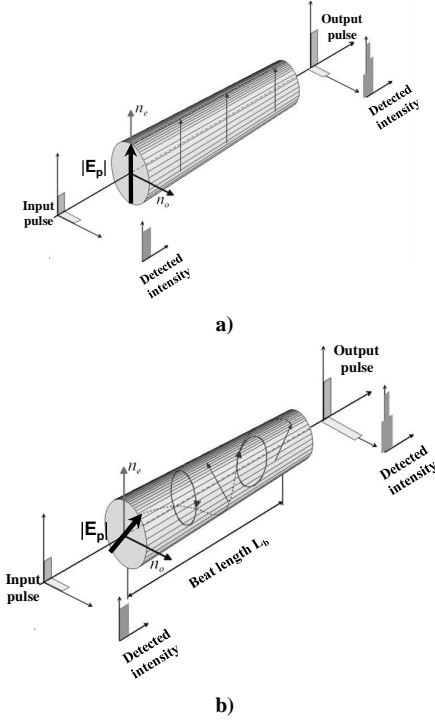 Output
pulse
n_e
|E_p|
Detected
intensity
Input
pulse
n_o
Detected
intensity
a)
Output
pulse
n_e
|E_p|
Detected
intensity
n_o
Input
pulse
Beat length L_b
Detected
intensity
b)